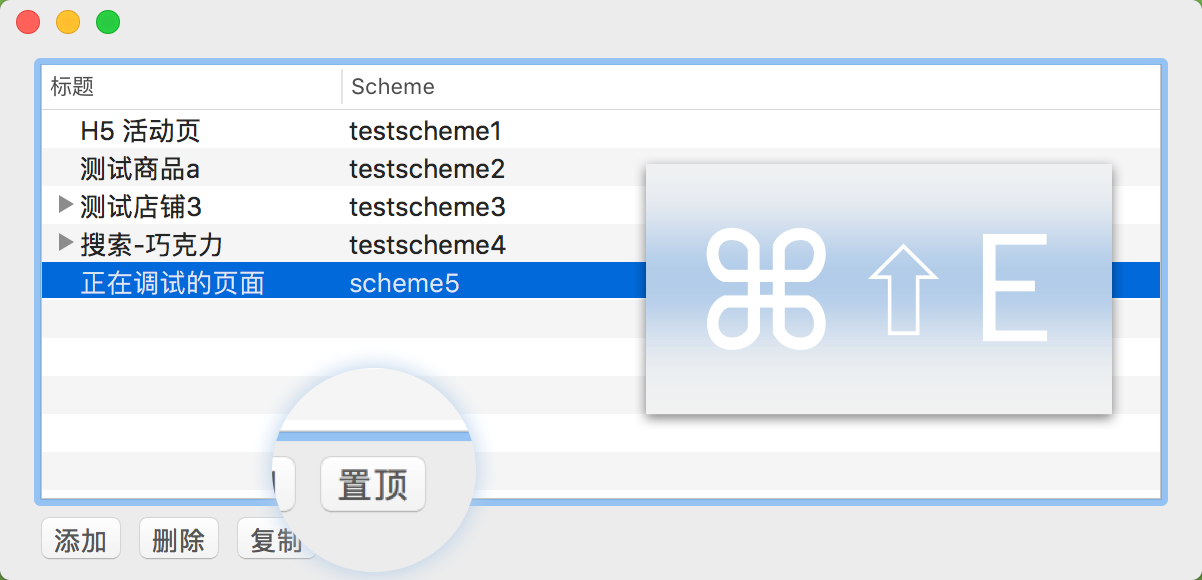 标题 Scheme
H5 活动页 testscheme1
测试商品a testscheme2
测试店铺3 testscheme3
搜索-巧克力 testscheme4
正在调试的页面 scheme5
⌘⇧E
置顶
添加 删除 复制